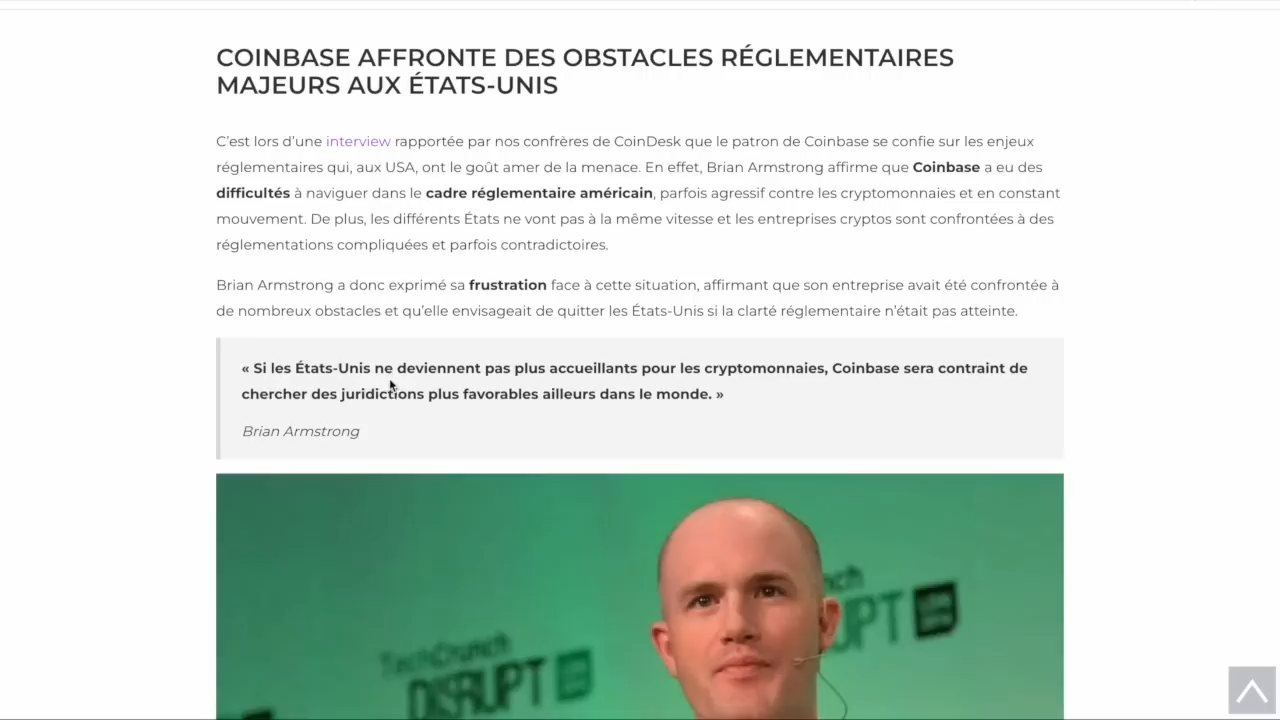 COINBASE AFFRONTE DES OBSTACLES RÉGLEMENTAIRES
MAJEURS AUX ÉTATS-UNIS
C’est lors d’une interview rapportée par nos confrères de CoinDesk que le patron de Coinbase se confie sur les enjeux
réglementaires qui, aux USA, ont le goût amer de la menace. En effet, Brian Armstrong affirme que Coinbase a eu des
difficultés à naviguer dans le cadre réglementaire américain, parfois agressif contre les cryptomonnaies et en constant
mouvement. De plus, les différents États ne vont pas à la même vitesse et les entreprises cryptos sont confrontées à des
réglementations compliquées et parfois contradictoires.
Brian Armstrong a donc exprimé sa frustration face à cette situation, affirmant que son entreprise avait été confrontée à
de nombreux obstacles et qu’elle envisageait de quitter les États-Unis si la clarté réglementaire n’était pas atteinte.
« Si les États-Unis ne deviennent pas plus accueillants pour les cryptomonnaies, Coinbase sera contraint de
chercher des juridictions plus favorables ailleurs dans le monde. »
Brian Armstrong
TechCrunch
DISRUPT
nch
UPT